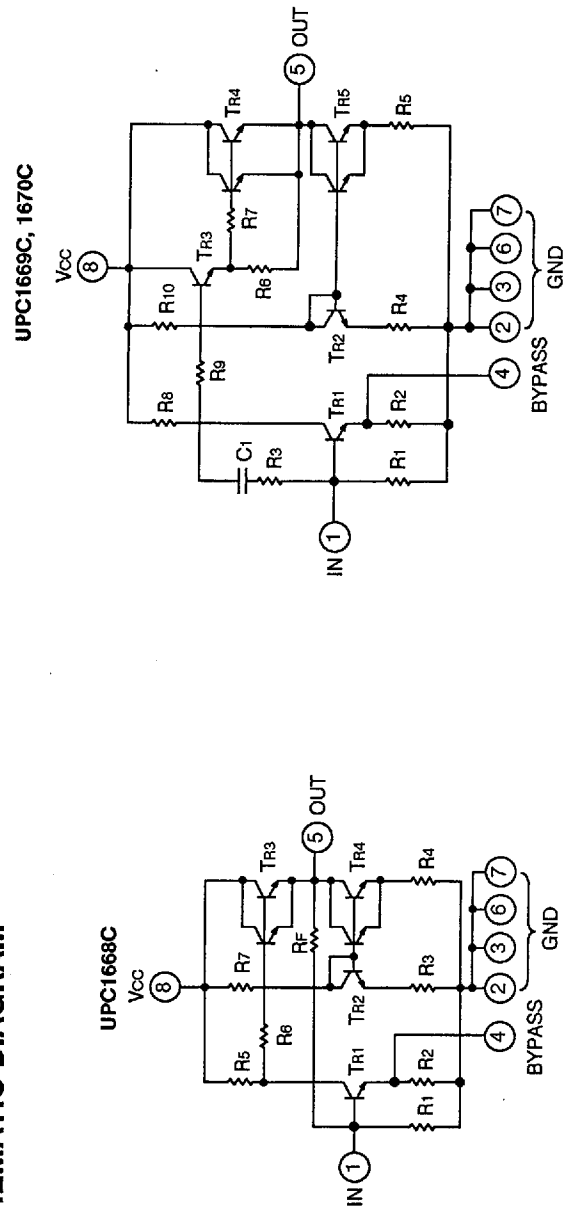 TEMATIC DIAGRAM
UPC1668C
VCC
8
R5
R7
R6
TR3
RF
5 OUT
TR1
TR2
TR4
IN 1
R1
R2
R3
R4
4
BYPASS
2
3
6
7
GND
UPC1669C, 1670C
VCC
8
R8
R10
TR3
TR4
R9
R7
R6
C1
R3
5 OUT
TR1
TR2
TR5
IN 1
R1
R2
R4
R5
4
BYPASS
2
3
6
7
GND